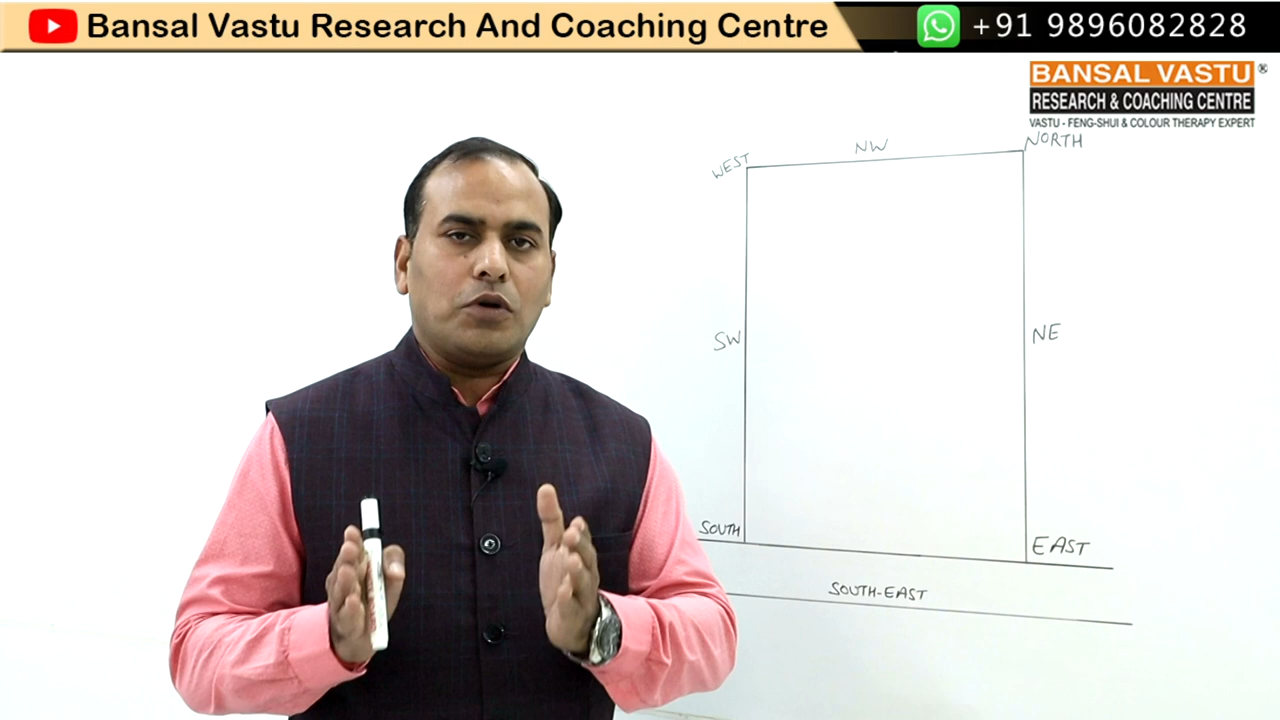 Bansal Vastu Research And Coaching Centre
+91 9896082828
BANSAL VASTU ®
RESEARCH & COACHING CENTRE
VASTU - FENG-SHUI & COLOUR THERAPY EXPERT
WEST
NW
NORTH
SW
NE
SOUTH
EAST
SOUTH-EAST